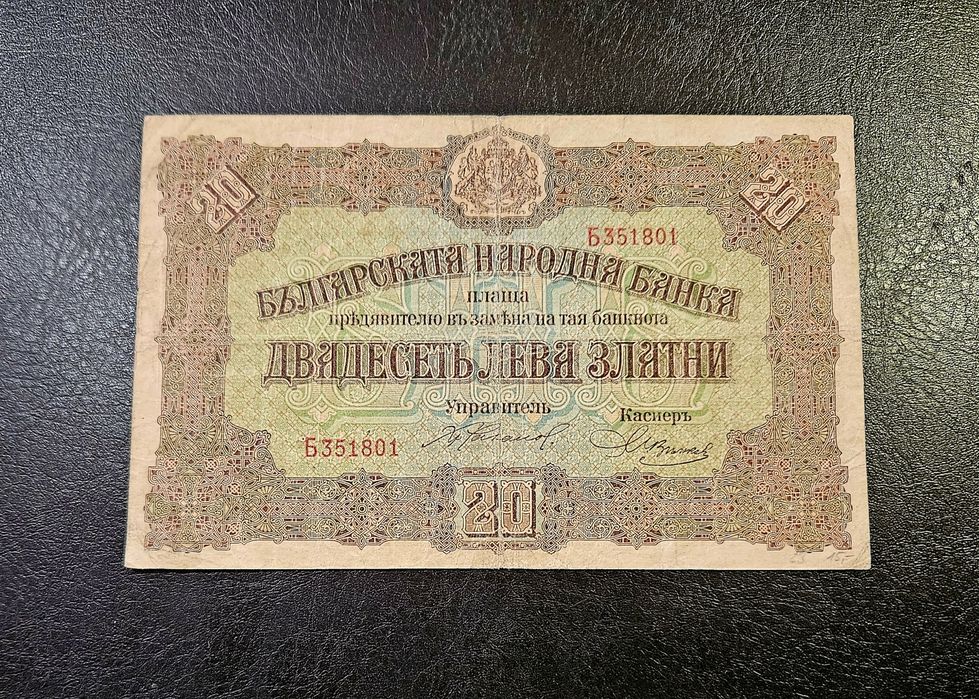 20
20
Б351801
БЪЛГАРСКАТА НАРОДНА БАНКА
плаща
прѣдявителю въ замѣна на тая банкнота
ДВАДЕСЕТЬ ЛЕВА ЗЛАТНИ
Управитель
Касиеръ
Б351801
20